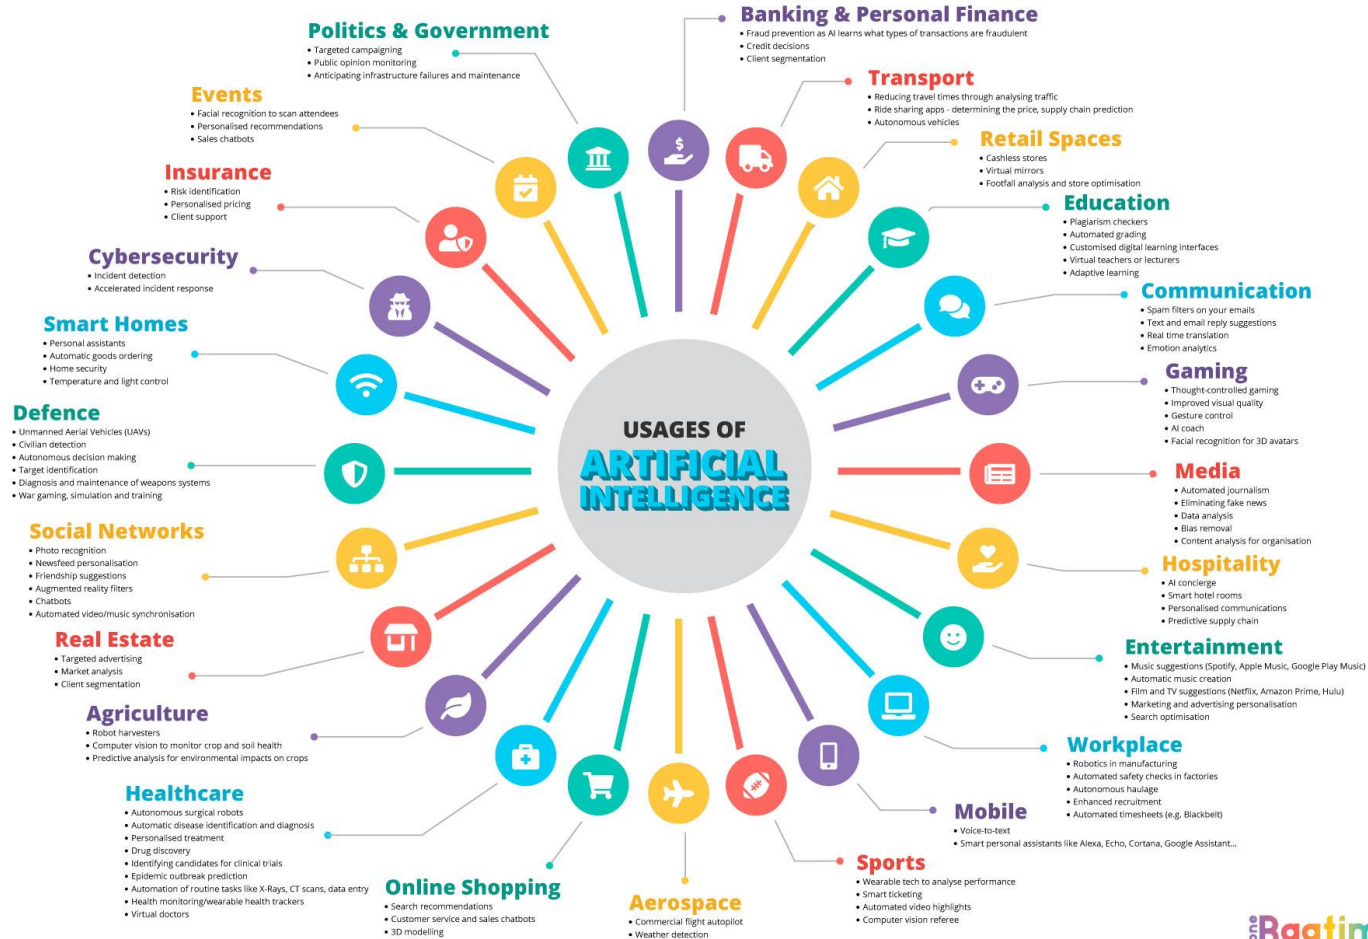 USAGES OF
ARTIFICIAL
INTELLIGENCE
Banking & Personal Finance
• Fraud prevention as AI learns what types of transactions are fraudulent
• Credit decisions
• Client segmentation
Transport
• Reducing travel times through analysing traffic
• Ride sharing apps - determining the price, supply chain prediction
• Autonomous vehicles
Retail Spaces
• Cashless stores
• Virtual mirrors
• Footfall analysis and store optimisation
Education
• Plagiarism checkers
• Automated grading
• Customised digital learning interfaces
• Virtual teachers or lecturers
• Adaptive learning
Communication
• Spam filters on your emails
• Text and email reply suggestions
• Real time translation
• Emotion analytics
Gaming
• Thought-controlled gaming
• Improved visual quality
• Gesture control
• AI coach
• Facial recognition for 3D avatars
Media
• Automated journalism
• Eliminating fake news
• Data analysis
• Bias removal
• Content analysis for organisation
Hospitality
• AI concierge
• Smart hotel rooms
• Personalised communications
• Predictive supply chain
Entertainment
• Music suggestions (Spotify, Apple Music, Google Play Music)
• Automatic music creation
• Film and TV suggestions (Netflix, Amazon Prime, Hulu)
• Marketing and advertising personalisation
• Search optimisation
Workplace
• Robotics in manufacturing
• Automated safety checks in factories
• Autonomous haulage
• Enhanced recruitment
• Automated timesheets (e.g. Blackbelt)
Mobile
• Voice-to-text
• Smart personal assistants like Alexa, Echo, Cortana, Google Assistant...
Sports
• Wearable tech to analyse performance
• Smart ticketing
• Automated video highlights
• Computer vision referee
Aerospace
• Commercial flight autopilot
• Weather detection
Online Shopping
• Search recommendations
• Customer service and sales chatbots
• 3D modelling
Healthcare
• Autonomous surgical robots
• Automatic disease identification and diagnosis
• Personalised treatment
• Drug discovery
• Identifying candidates for clinical trials
• Epidemic outbreak prediction
• Automation of routine tasks like X-Rays, CT scans, data entry
• Health monitoring/wearable health trackers
• Virtual doctors
Agriculture
• Robot harvesters
• Computer vision to monitor crop and soil health
• Predictive analysis for environmental impacts on crops
Real Estate
• Targeted advertising
• Market analysis
• Client segmentation
Social Networks
• Photo recognition
• Newsfeed personalisation
• Friendship suggestions
• Augmented reality filters
• Chatbots
• Automated video/music synchronisation
Defence
• Unmanned Aerial Vehicles (UAVs)
• Civilian detection
• Autonomous decision making
• Target identification
• Diagnosis and maintenance of weapons systems
• War gaming, simulation and training
Smart Homes
• Personal assistants
• Automatic goods ordering
• Home security
• Temperature and light control
Cybersecurity
• Incident detection
• Accelerated incident response
Insurance
• Risk identification
• Personalised pricing
• Client support
Events
• Facial recognition to scan attendees
• Personalised recommendations
• Sales chatbots
Politics & Government
• Targeted campaigning
• Public opinion monitoring
• Anticipating infrastructure failures and maintenance